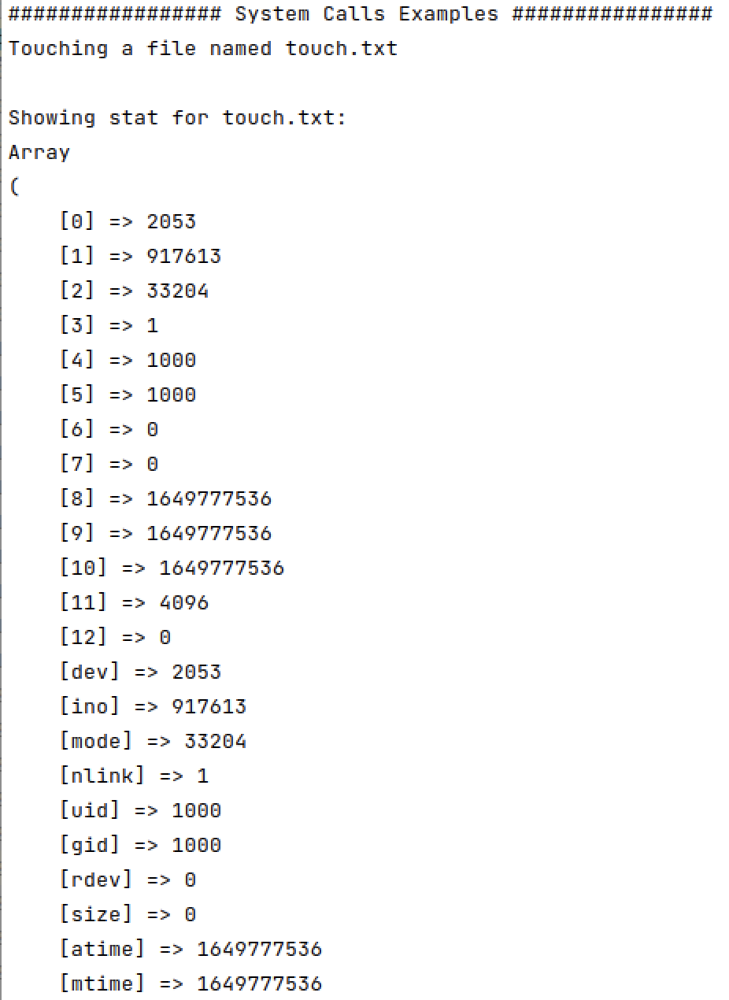 ################# System Calls Examples ################
Touching a file named touch.txt

Showing stat for touch.txt:
Array
(
    [0] => 2053
    [1] => 917613
    [2] => 33204
    [3] => 1
    [4] => 1000
    [5] => 1000
    [6] => 0
    [7] => 0
    [8] => 1649777536
    [9] => 1649777536
    [10] => 1649777536
    [11] => 4096
    [12] => 0
    [dev] => 2053
    [ino] => 917613
    [mode] => 33204
    [nlink] => 1
    [uid] => 1000
    [gid] => 1000
    [rdev] => 0
    [size] => 0
    [atime] => 1649777536
    [mtime] => 1649777536